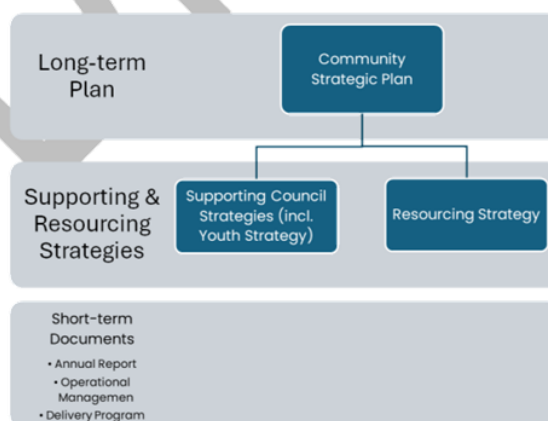 Long-term
Plan
Community
Strategic Plan
Supporting &
Resourcing
Strategies
Supporting Council
Strategies (incl.
Youth Strategy)
Resourcing Strategy
Short-term
Documents
• Annual Report
• Operational
Managemen
• Delivery Program